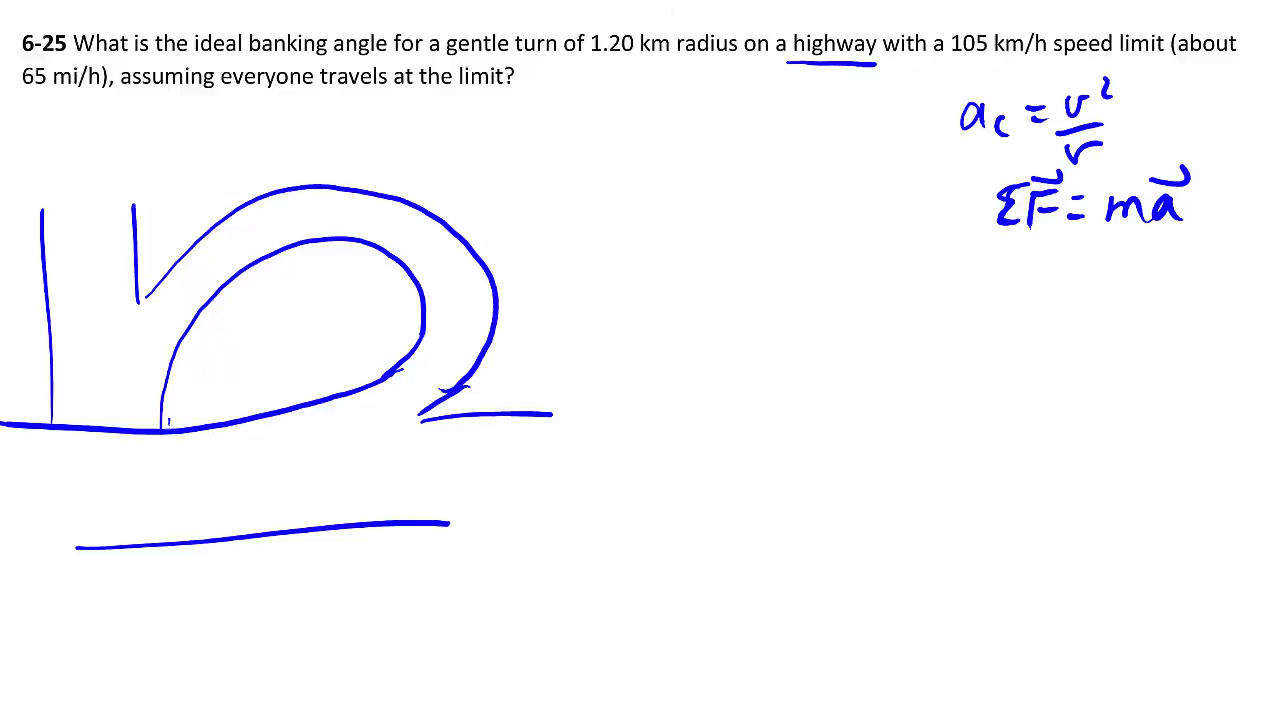 6-25 What is the ideal banking angle for a gentle turn of 1.20 km radius on a highway with a 105 km/h speed limit (about
65 mi/h), assuming everyone travels at the limit?
a_c = v²/r
ΣF⃗ = ma⃗